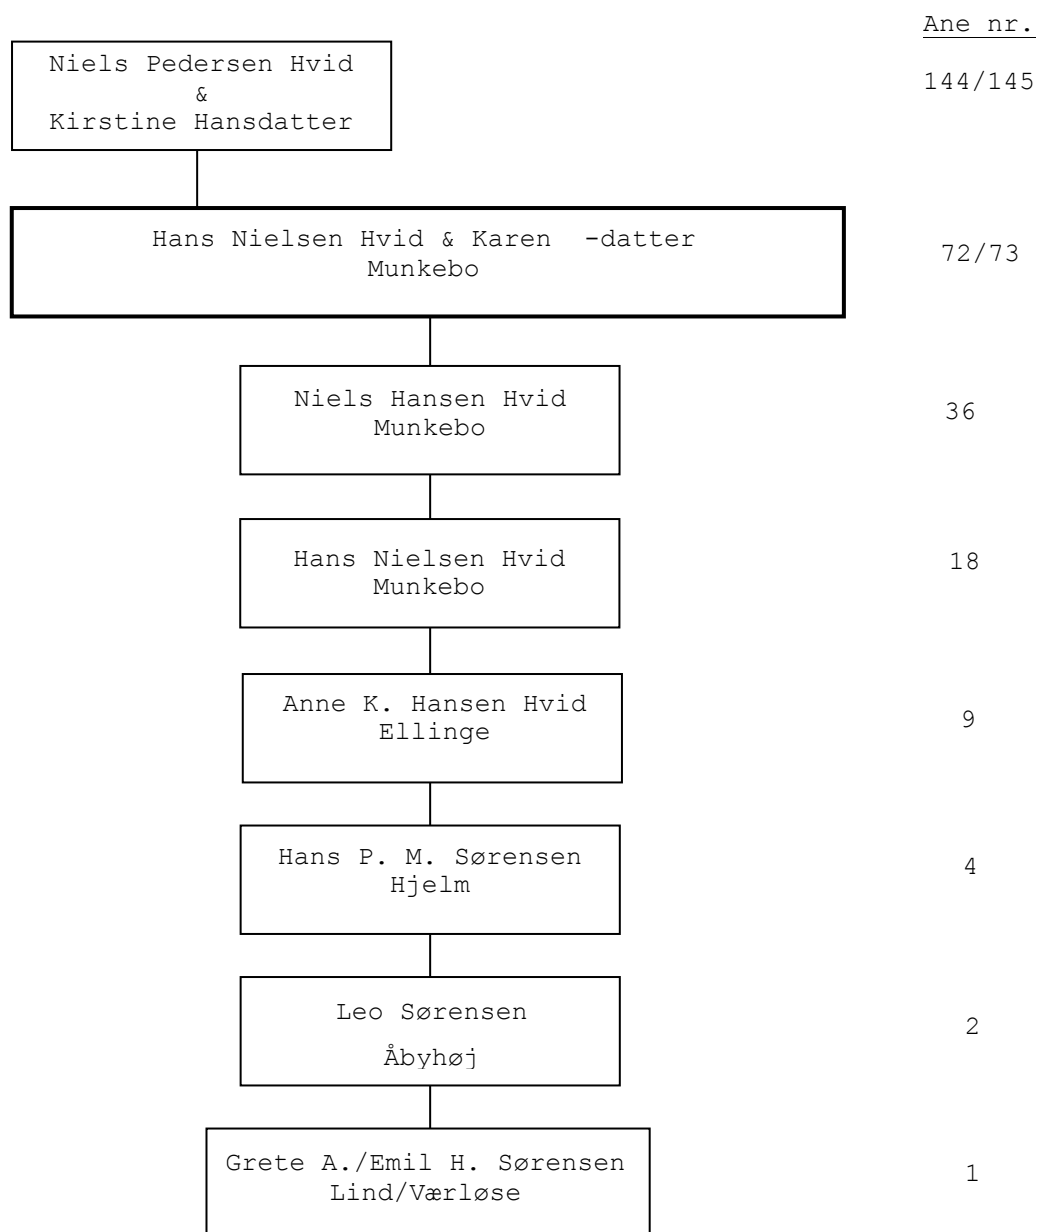 Ane nr.
Niels Pedersen Hvid
&
Kirstine Hansdatter
144/145
Hans Nielsen Hvid & Karen  -datter
Munkebo
72/73
Niels Hansen Hvid
Munkebo
36
Hans Nielsen Hvid
Munkebo
18
Anne K. Hansen Hvid
Ellinge
9
Hans P. M. Sørensen
Hjelm
4
Leo Sørensen
Åbyhøj
2
Grete A./Emil H. Sørensen
Lind/Værløse
1